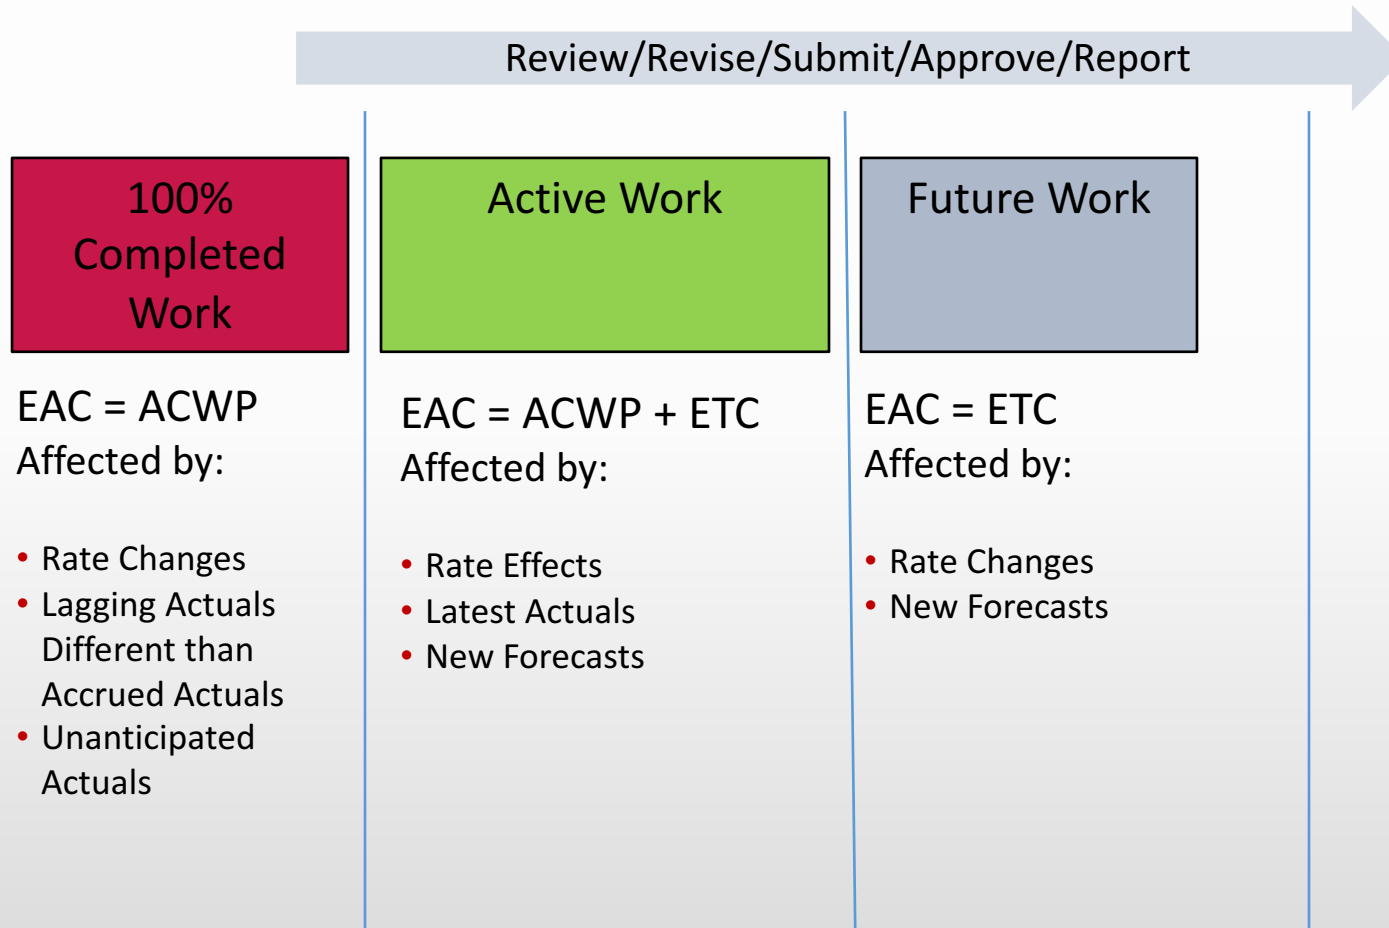 Review/Revise/Submit/Approve/Report
100%
Completed
Work
EAC = ACWP
Affected by:
• Rate Changes
• Lagging Actuals
Different than
Accrued Actuals
• Unanticipated
Actuals
Active Work
EAC = ACWP + ETC
Affected by:
• Rate Effects
• Latest Actuals
• New Forecasts
Future Work
EAC = ETC
Affected by:
• Rate Changes
• New Forecasts